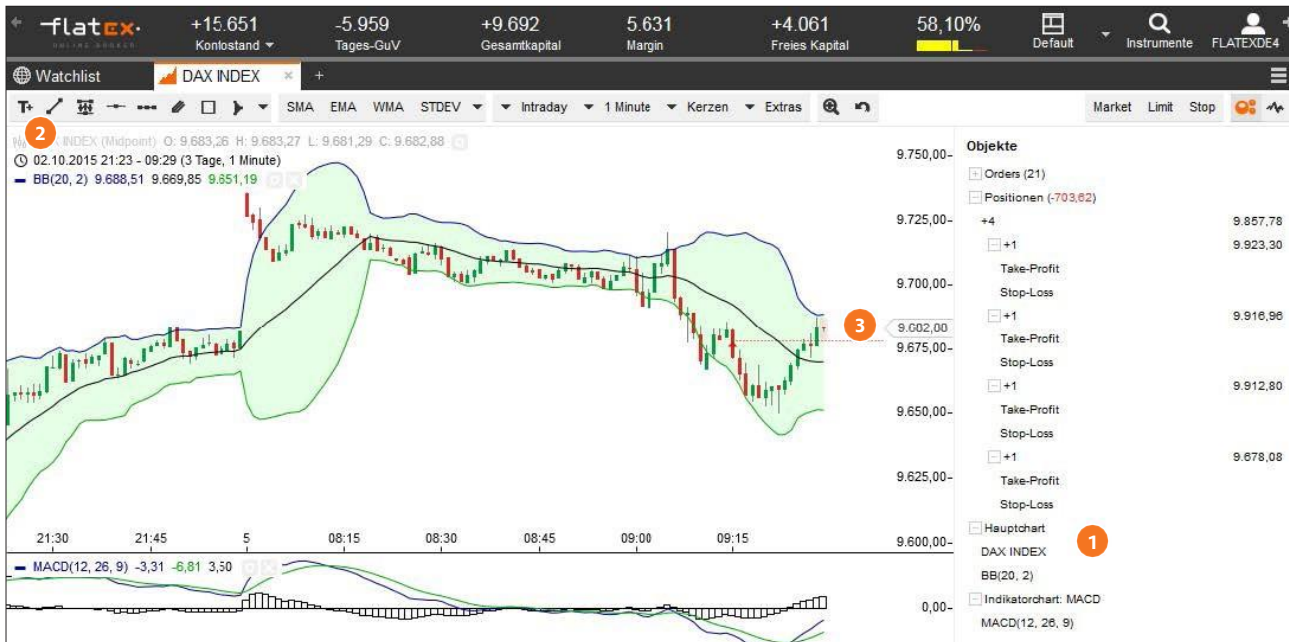 flatex
ONLINE BROKER
+15.651 -5.959 +9.692 5.631 +4.061 58,10%
Kontostand Tages-GuV Gesamtkapital Margin Freies Kapital Default Instrumente FLATEXDE4
Watchlist DAX INDEX × +
T+ SMA EMA WMA STDEV Intraday 1 Minute Kerzen Extras Market Limit Stop
2
INDEX (Midpoint) O: 9.683,26 H: 9.683,27 L: 9.681,29 C: 9.682,88
02.10.2015 21:23 - 09:29 (3 Tage, 1 Minute)
BB(20, 2) 9.688,51 9.669,85 9.651,19
9.750,00
9.725,00
9.700,00
3
9.682,00
9.675,00
9.650,00
9.625,00
9.600,00
21:30 21:45 5 08:15 08:30 08:45 09:00 09:15
MACD(12, 26, 9) -3,31 -6,81 3,50
0,00
Objekte
Orders (21)
Positionen (-703,62)
+4 9.857,78
+1 9.923,30
Take-Profit
Stop-Loss
+1 9.916,96
Take-Profit
Stop-Loss
+1 9.912,80
Take-Profit
Stop-Loss
+1 9.678,08
Take-Profit
Stop-Loss
Hauptchart
1
DAX INDEX
BB(20, 2)
Indikatorchart: MACD
MACD(12, 26, 9)